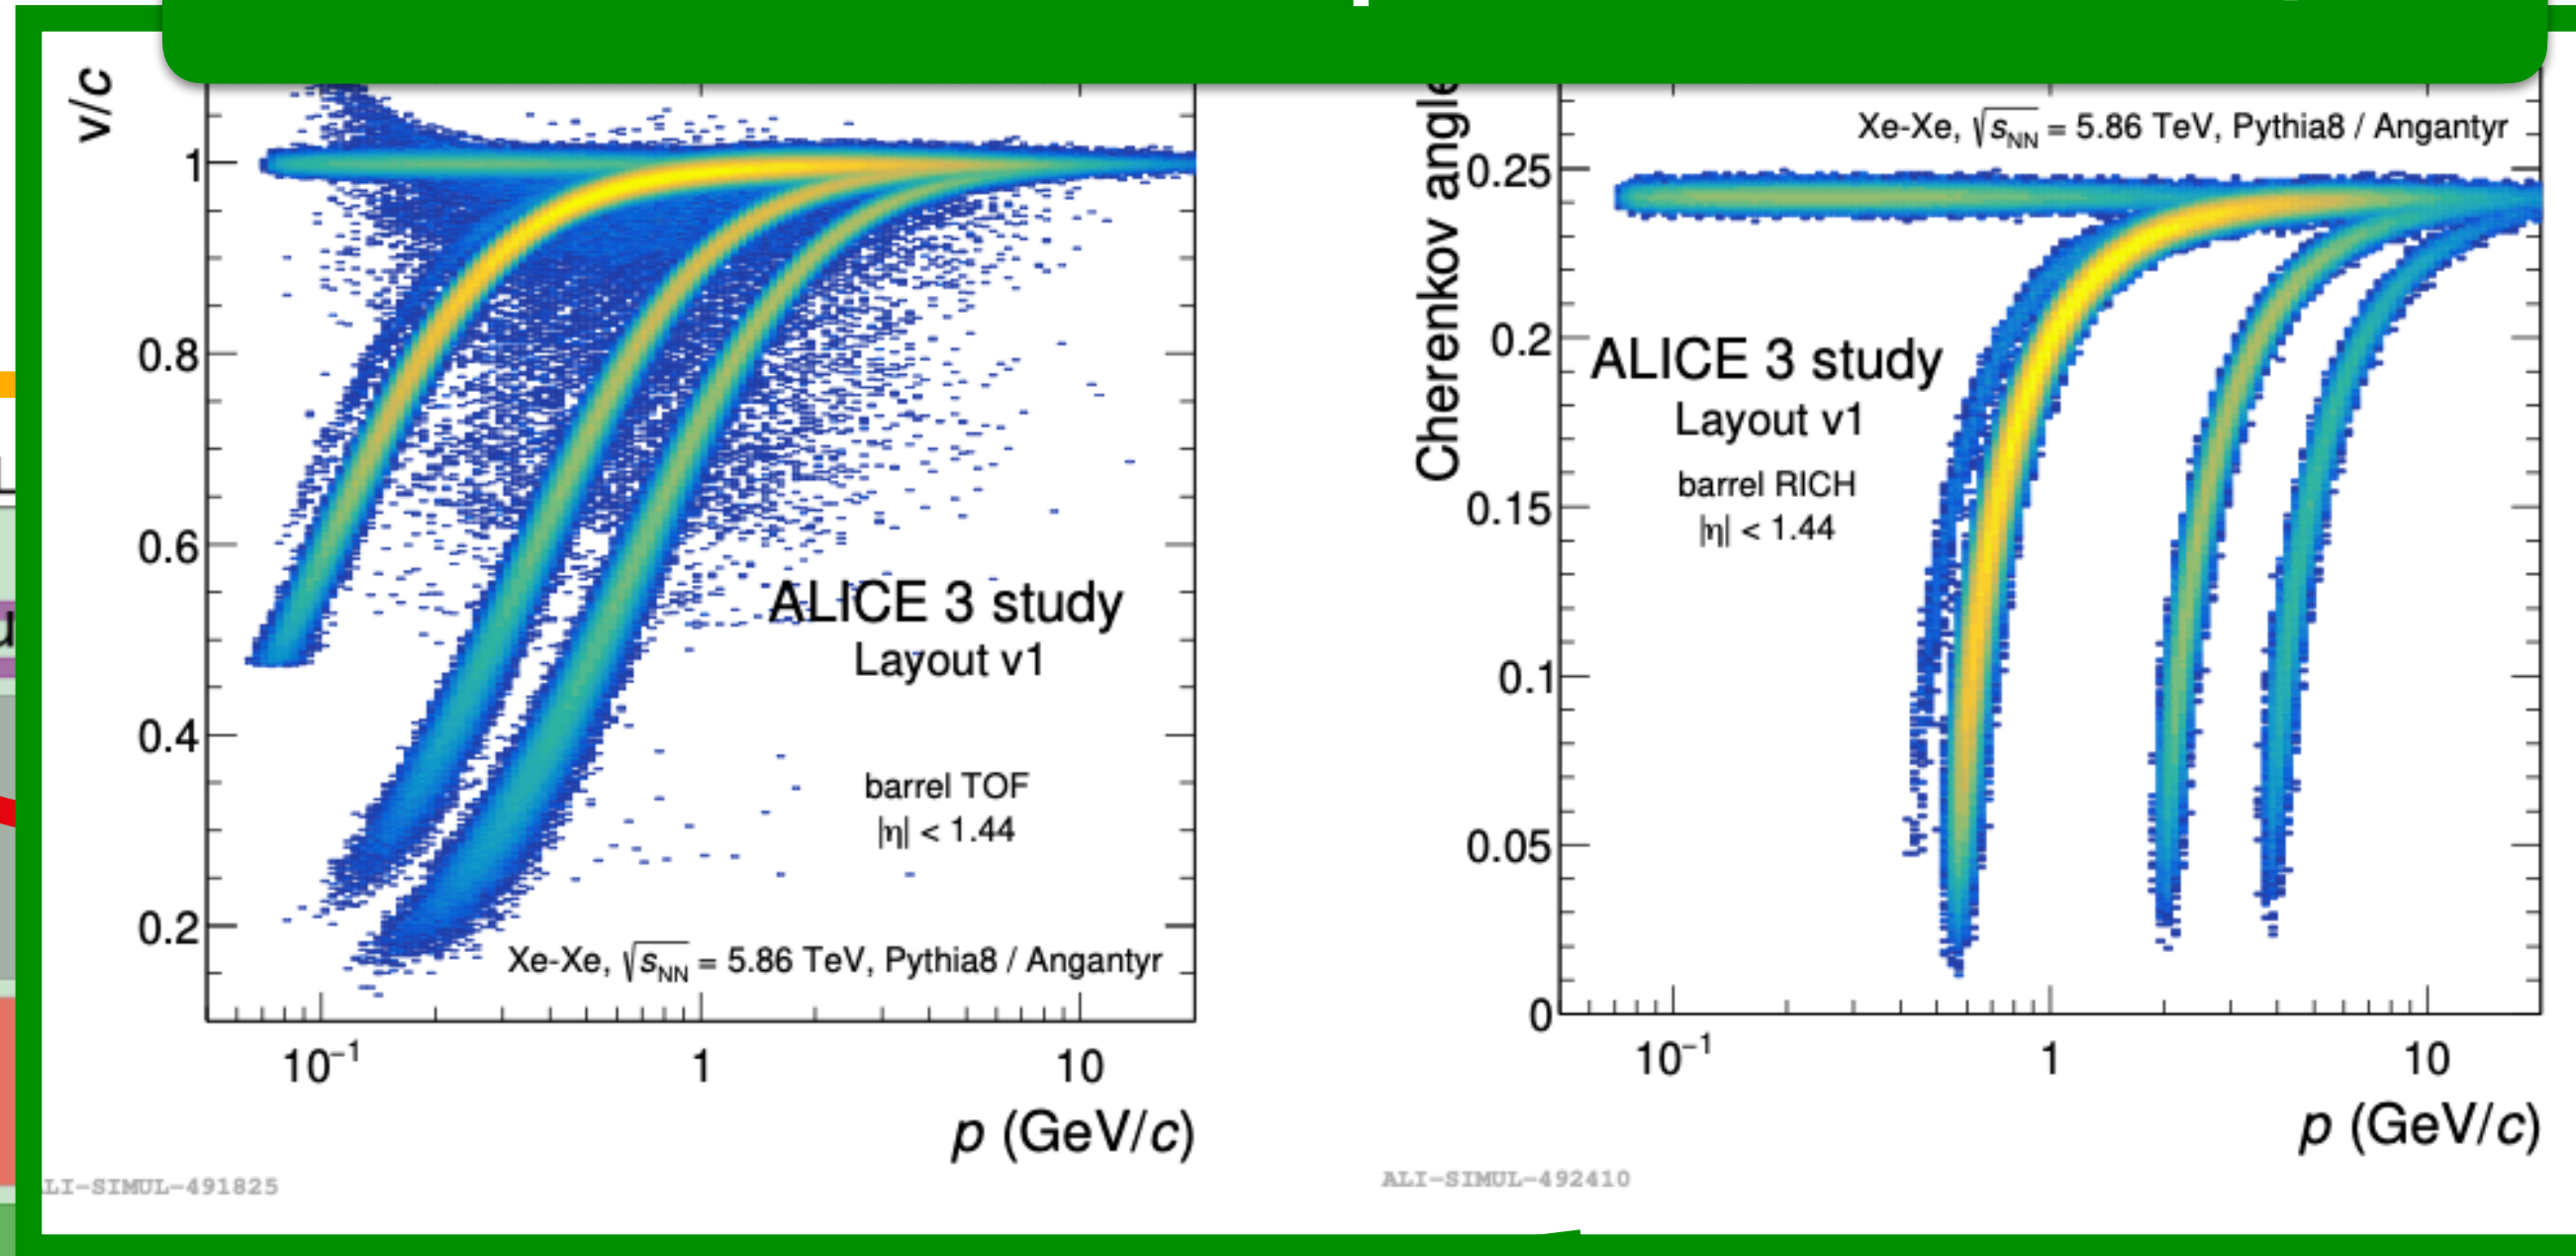 v/c
1
0.8
0.6
0.4
0.2
ALICE 3 study
Layout v1
barrel TOF
|η| < 1.44
Xe-Xe, √sNN = 5.86 TeV, Pythia8 / Angantyr
10−1
1
10
p (GeV/c)
LI-SIMUL-491825
Cherenkov angle
Xe-Xe, √sNN = 5.86 TeV, Pythia8 / Angantyr
0.25
0.2
0.15
0.1
0.05
0
ALICE 3 study
Layout v1
barrel RICH
|η| < 1.44
10−1
1
10
p (GeV/c)
ALI-SIMUL-492410